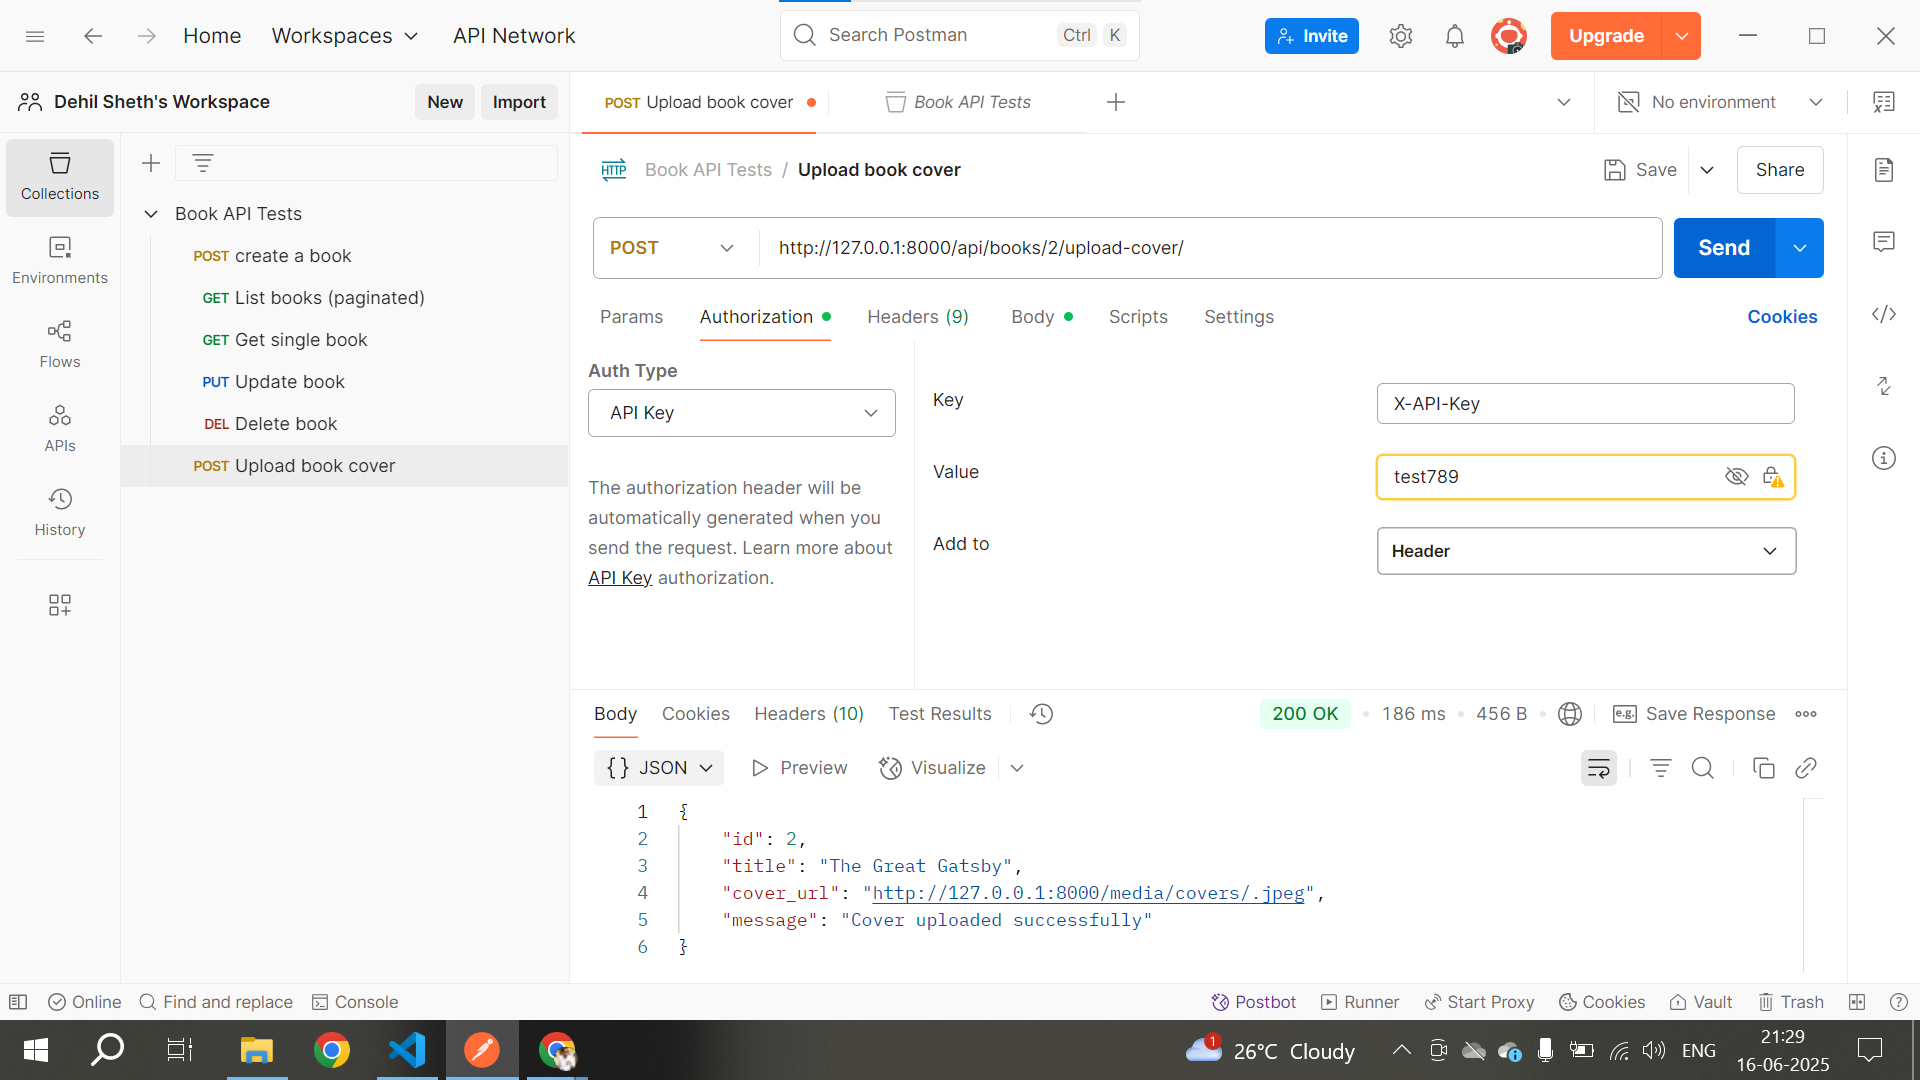 Home Workspaces API Network Search Postman Ctrl K Invite Upgrade
Dehil Sheth's Workspace New Import POST Upload book cover Book API Tests No environment
Collections
Environments
Flows
APIs
History
Book API Tests
POST create a book
GET List books (paginated)
GET Get single book
PUT Update book
DEL Delete book
POST Upload book cover
HTTP Book API Tests / Upload book cover Save Share
POST http://127.0.0.1:8000/api/books/2/upload-cover/ Send
Params Authorization Headers (9) Body Scripts Settings Cookies
Auth Type
API Key
The authorization header will be
automatically generated when you
send the request. Learn more about
API Key authorization.
Key X-API-Key
Value test789
Add to Header
Body Cookies Headers (10) Test Results 200 OK 186 ms 456 B e.g. Save Response
{} JSON Preview Visualize
1 {
2 "id": 2,
3 "title": "The Great Gatsby",
4 "cover_url": "http://127.0.0.1:8000/media/covers/.jpeg",
5 "message": "Cover uploaded successfully"
6 }
Online Find and replace Console Postbot Runner Start Proxy Cookies Vault Trash
1 26°C Cloudy ENG 21:29
16-06-2025